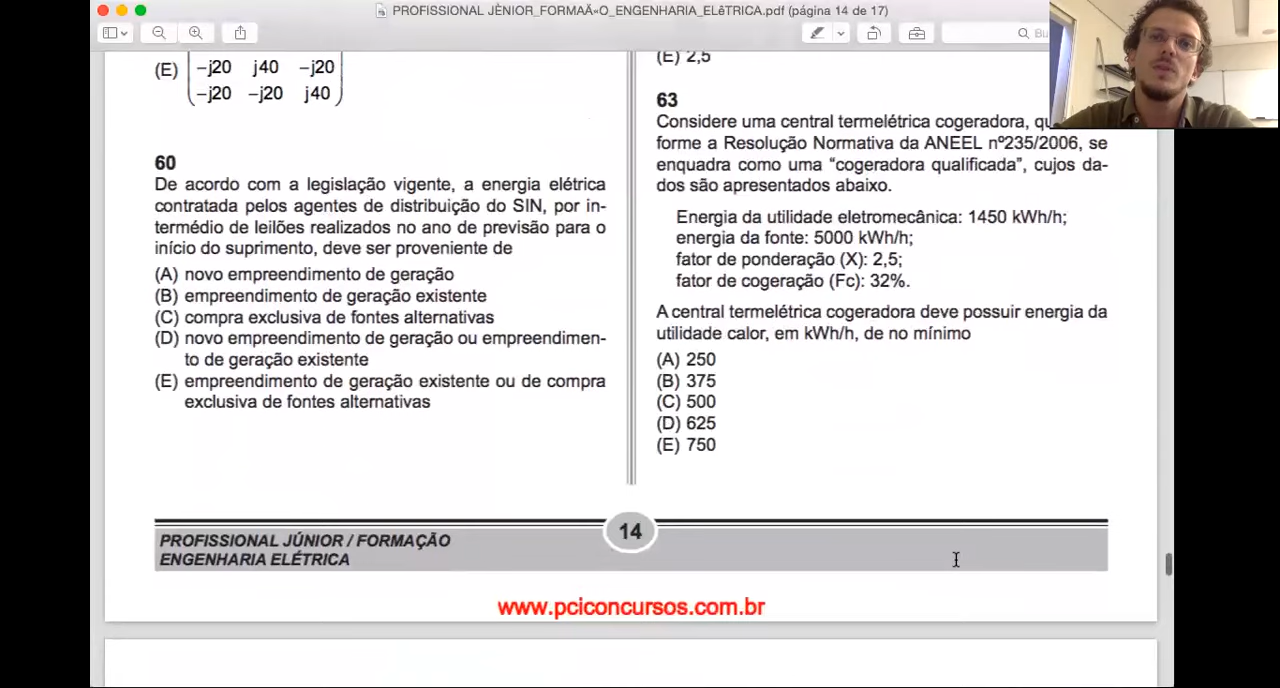 PROFISSIONAL JÈNIOR_FORMAÄ«O_ENGENHARIA_ELêTRICA.pdf (página 14 de 17)
Bu
(E)
−j20 j40 −j20
−j20 −j20 j40
60
De acordo com a legislação vigente, a energia elétrica
contratada pelos agentes de distribuição do SIN, por in-
termédio de leilões realizados no ano de previsão para o
início do suprimento, deve ser proveniente de
(A) novo empreendimento de geração
(B) empreendimento de geração existente
(C) compra exclusiva de fontes alternativas
(D) novo empreendimento de geração ou empreendimen-
to de geração existente
(E) empreendimento de geração existente ou de compra
exclusiva de fontes alternativas
(E) 2,5
63
Considere uma central termelétrica cogeradora, qu
forme a Resolução Normativa da ANEEL nº235/2006, se
enquadra como uma “cogeradora qualificada”, cujos da-
dos são apresentados abaixo.
Energia da utilidade eletromecânica: 1450 kWh/h;
energia da fonte: 5000 kWh/h;
fator de ponderação (X): 2,5;
fator de cogeração (Fc): 32%.
A central termelétrica cogeradora deve possuir energia da
utilidade calor, em kWh/h, de no mínimo
(A) 250
(B) 375
(C) 500
(D) 625
(E) 750
14
PROFISSIONAL JÚNIOR / FORMAÇÃO
ENGENHARIA ELÉTRICA
www.pciconcursos.com.br